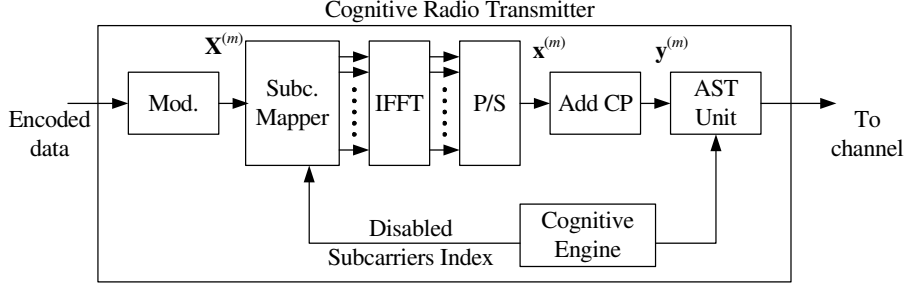 Cognitive Radio Transmitter
X^(m)
x^(m)
y^(m)
Encoded
data
Mod.
Subc.
Mapper
IFFT
P/S
Add CP
AST
Unit
To
channel
Disabled
Subcarriers Index
Cognitive
Engine